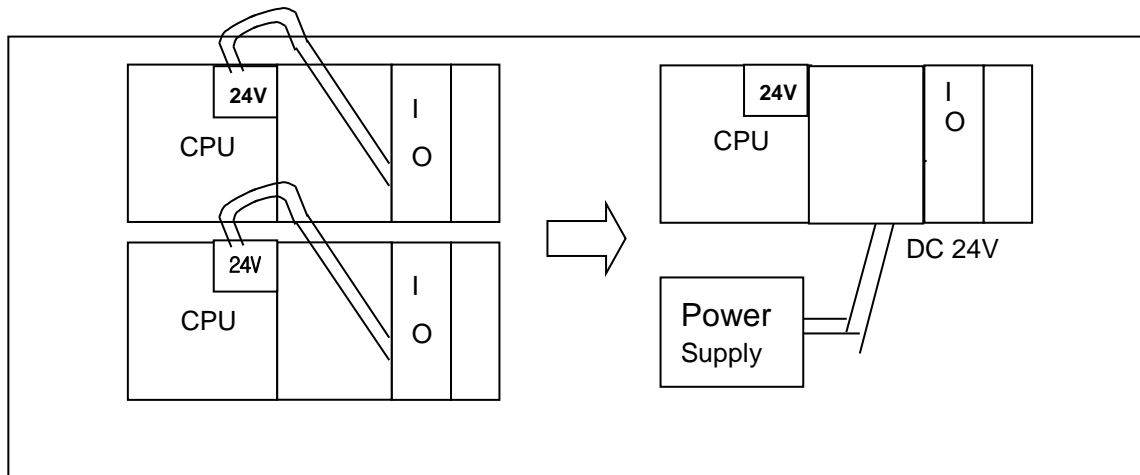 24V
CPU
I
O
24V
CPU
I
O
24V
CPU
I
O
DC 24V
Power
Supply